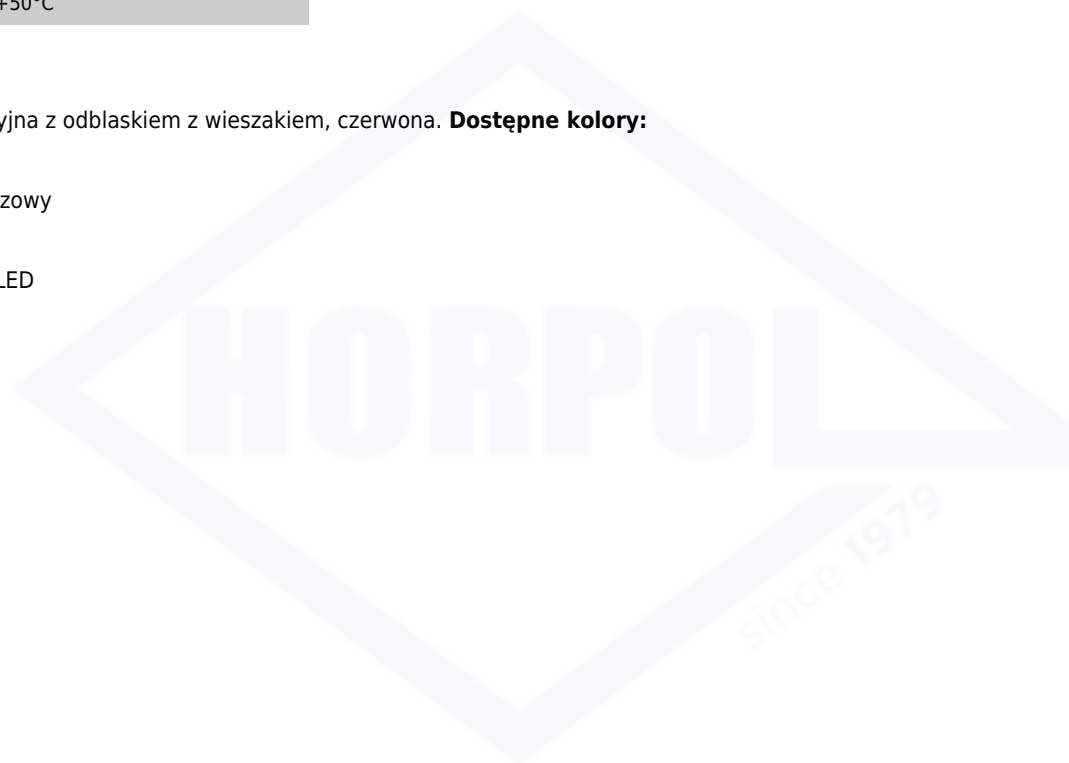 +50°C
yjna z odblaskiem z wieszakiem, czerwona. Dostępne kolory:
zowy
LED
HORPOL
since 1979